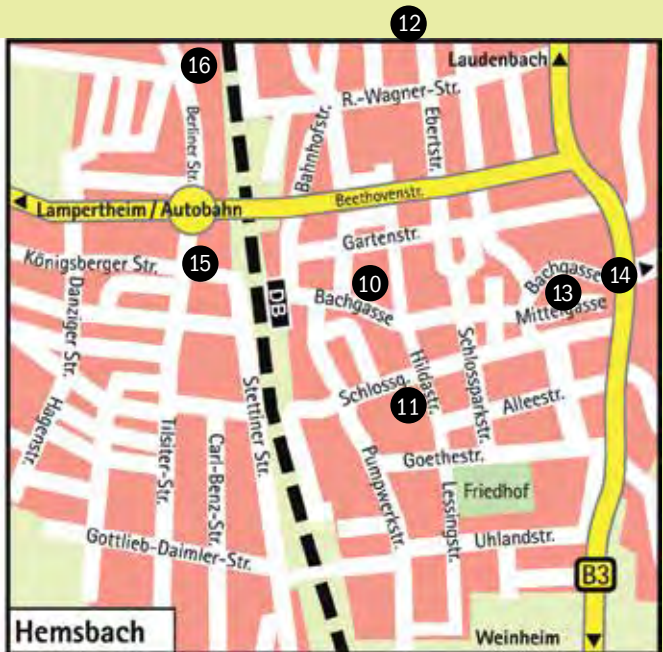 12
16
Laudenbach
R.-Wagner-Str.
Berliner Str.
Bahnhofstr.
Ebertstr.
Beethovenstr.
Lampertheim / Autobahn
Gartenstr.
Königsberger Str.
15
DB
10
Bachgasse
Bachgasse
14
13
Mittelgasse
Danziger Str.
Hildastr.
Schlossg.
Schlossparkstr.
11
Alleestr.
Stettiner Str.
Hagenstr.
Tilsiter-Str.
Carl-Benz-Str.
Pumpwerkstr.
Goethestr.
Lessingstr.
Friedhof
Gottlieb-Daimler-Str.
Uhlandstr.
B3
Hemsbach
Weinheim